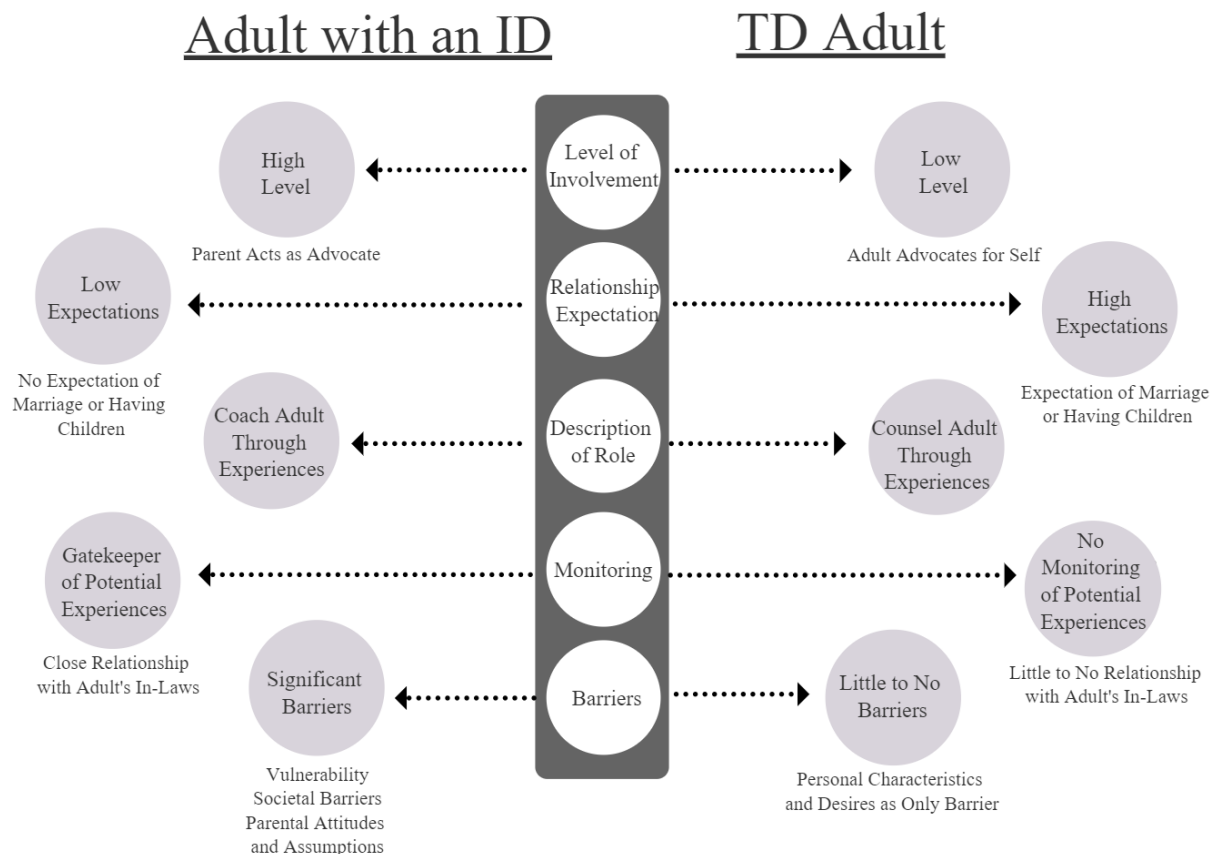 Adult with an ID
TD Adult
Level of
Involvement
High
Level
Parent Acts as Advocate
Low
Level
Adult Advocates for Self
Relationship
Expectation
Low
Expectations
No Expectation of
Marriage or Having
Children
High
Expectations
Expectation of Marriage
or Having Children
Description
of Role
Coach Adult
Through
Experiences
Counsel Adult
Through
Experiences
Monitoring
Gatekeeper
of Potential
Experiences
Close Relationship
with Adult's In-Laws
No
Monitoring
of Potential
Experiences
Little to No Relationship
with Adult's In-Laws
Barriers
Significant
Barriers
Vulnerability
Societal Barriers
Parental Attitudes
and Assumptions
Little to No
Barriers
Personal Characteristics
and Desires as Only Barrier